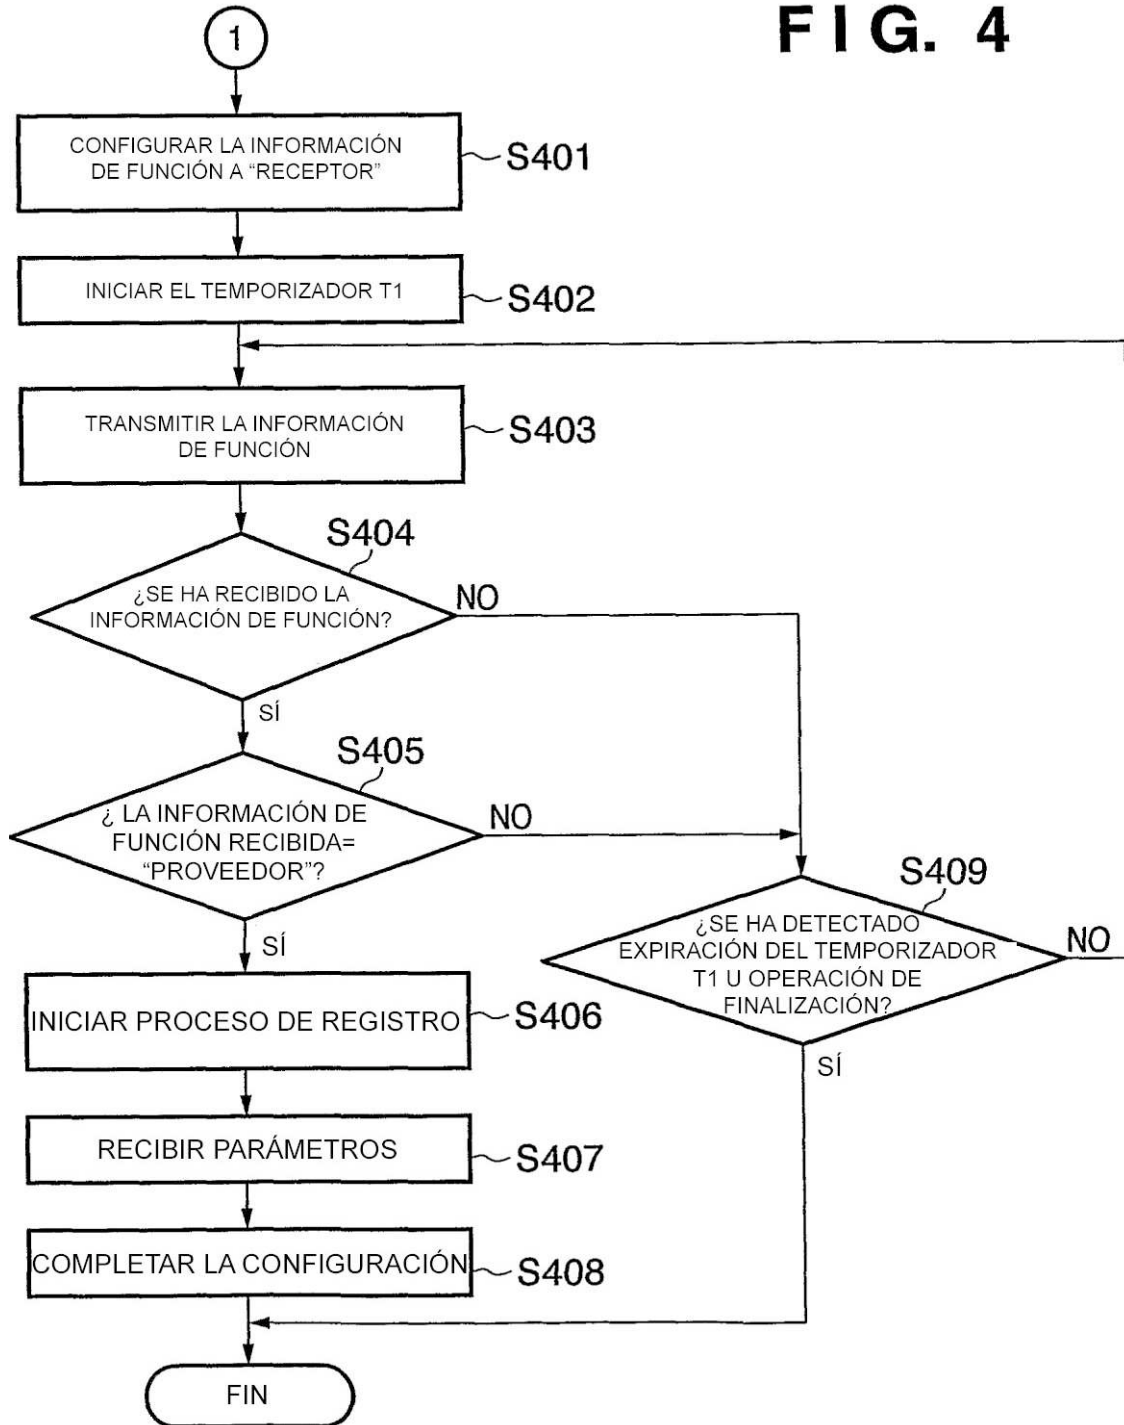 FIG. 4
1
CONFIGURAR LA INFORMACIÓN
DE FUNCIÓN A “RECEPTOR”
S401
INICIAR EL TEMPORIZADOR T1
S402
TRANSMITIR LA INFORMACIÓN
DE FUNCIÓN
S403
S404
¿SE HA RECIBIDO LA
INFORMACIÓN DE FUNCIÓN?
NO
SÍ
S405
¿ LA INFORMACIÓN DE
FUNCIÓN RECIBIDA=
“PROVEEDOR”?
NO
SÍ
S409
¿SE HA DETECTADO
EXPIRACIÓN DEL TEMPORIZADOR
T1 U OPERACIÓN DE
FINALIZACIÓN?
NO
SÍ
INICIAR PROCESO DE REGISTRO
S406
RECIBIR PARÁMETROS
S407
COMPLETAR LA CONFIGURACIÓN
S408
FIN